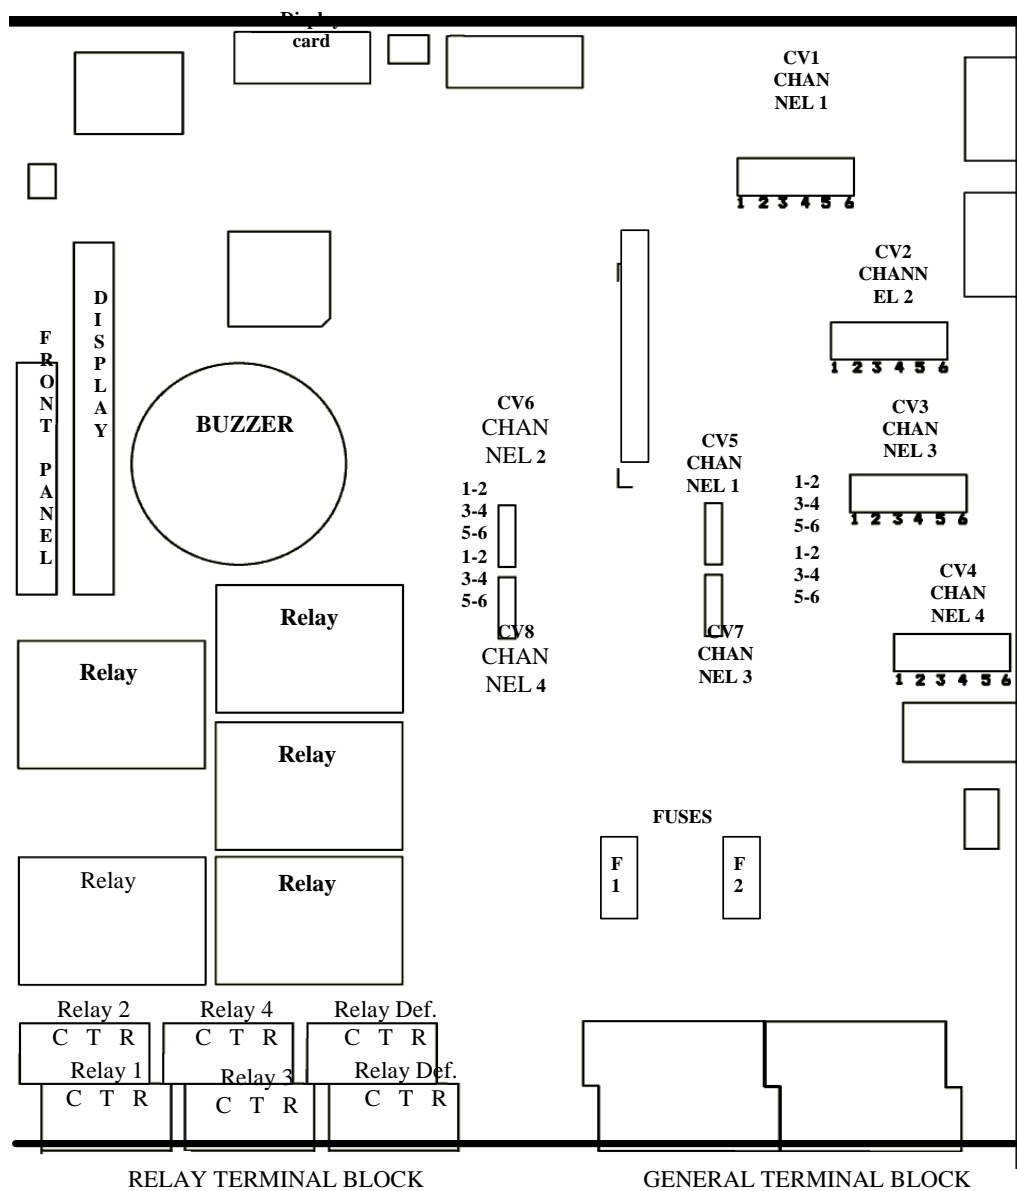 Display
card
CV1
CHAN
NEL 1
1 2 3 4 5 6
CV2
CHANN
EL 2
1 2 3 4 5 6
DISPLAY
FRONT PANEL
BUZZER
CV6
CHAN
NEL 2
1-2
3-4
5-6
1-2
3-4
5-6
CV8
CHAN
NEL 4
CV5
CHAN
NEL 1
CV7
CHAN
NEL 3
1-2
3-4
5-6
1-2
3-4
5-6
CV3
CHAN
NEL 3
1 2 3 4 5 6
CV4
CHAN
NEL 4
1 2 3 4 5 6
Relay
Relay
Relay
Relay
Relay
FUSES
F
1
F
2
Relay 2
C T R
Relay 4
C T R
Relay Def.
C T R
Relay 1
C T R
Relay 3
C T R
Relay Def.
C T R
RELAY TERMINAL BLOCK
GENERAL TERMINAL BLOCK